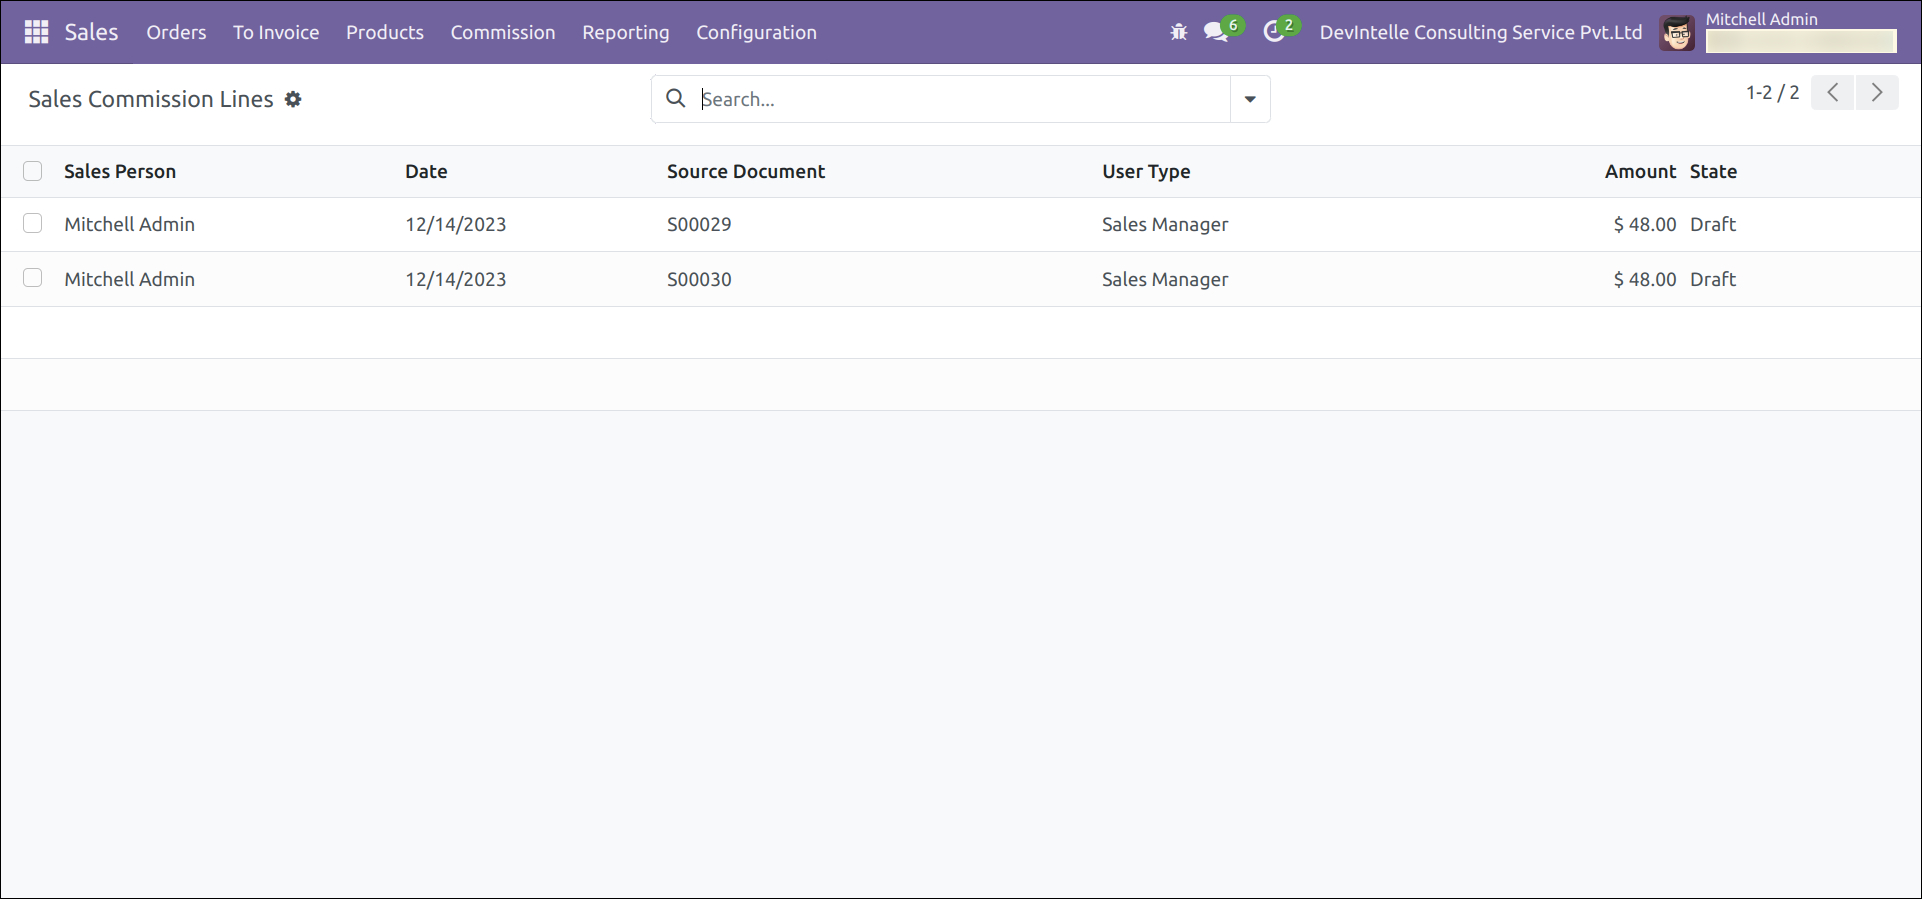 Sales Orders To Invoice Products Commission Reporting Configuration 6 2 DevIntelle Consulting Service Pvt.Ltd Mitchell Admin
Sales Commission Lines Search... 1-2 / 2
Sales Person Date Source Document User Type Amount State
Mitchell Admin 12/14/2023 S00029 Sales Manager $ 48.00 Draft
Mitchell Admin 12/14/2023 S00030 Sales Manager $ 48.00 Draft